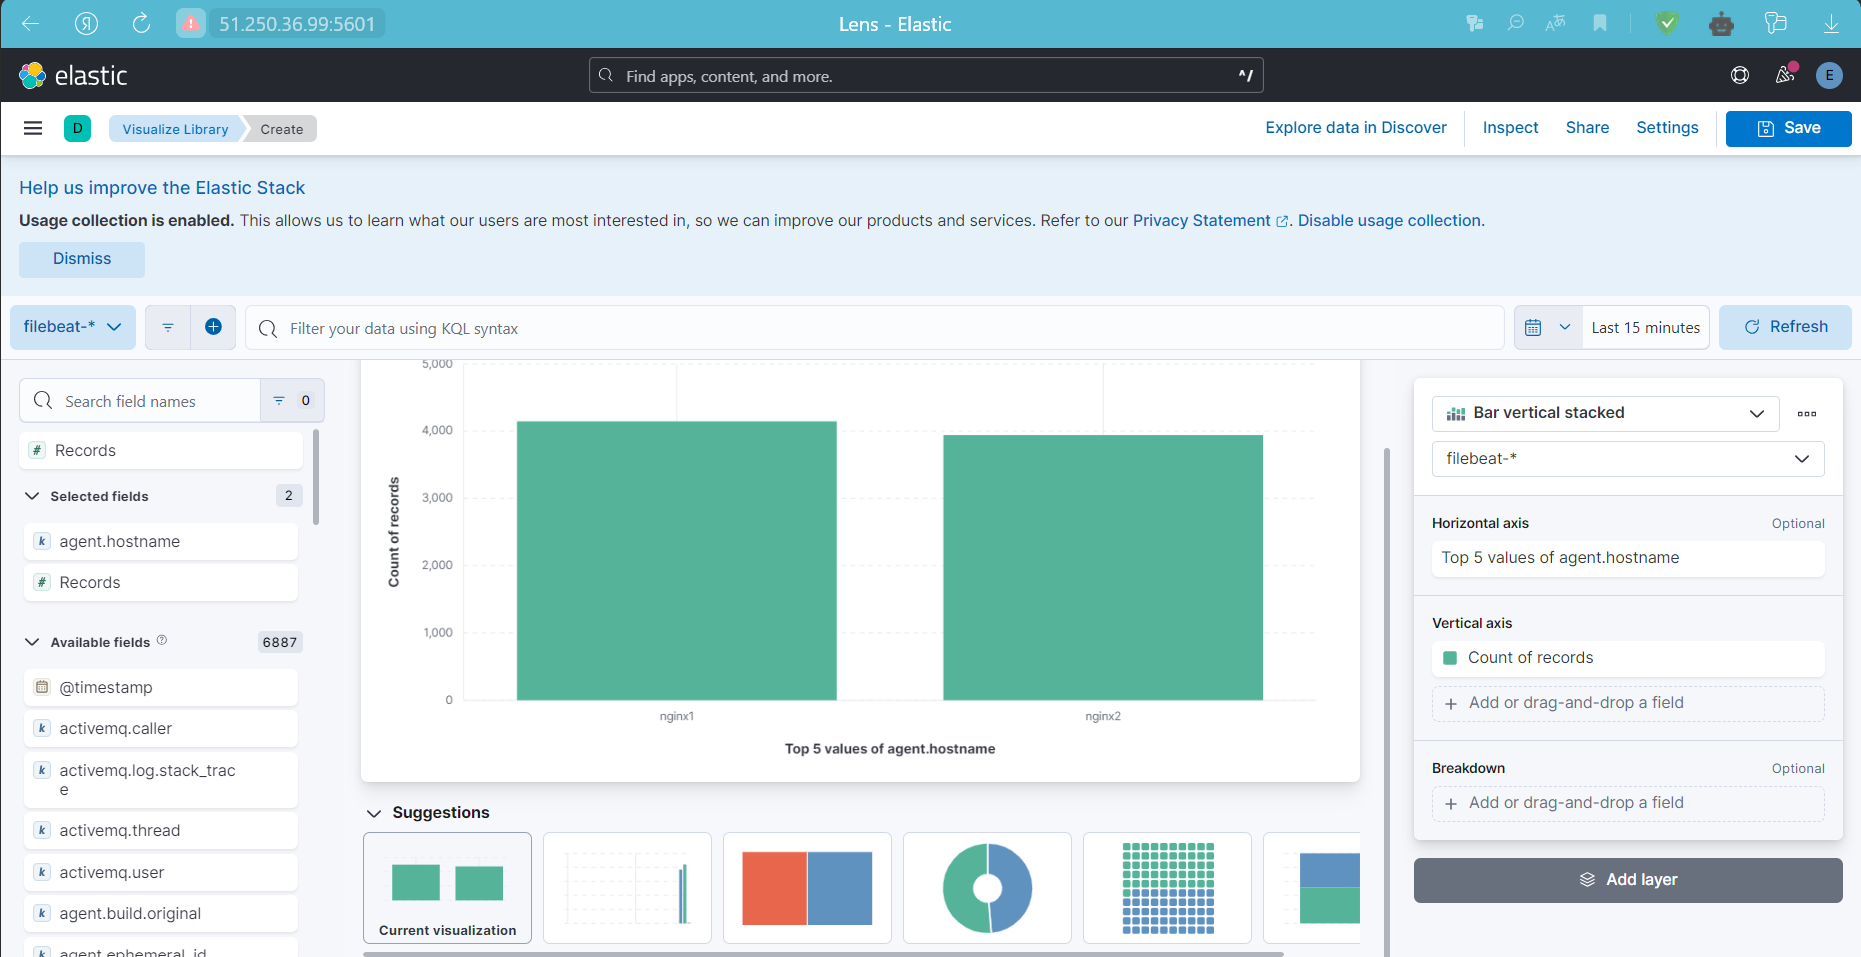 51.250.36.99:5601
Lens - Elastic
elastic
Find apps, content, and more.
^/
E
D
Visualize Library
Create
Explore data in Discover
Inspect
Share
Settings
Save
Help us improve the Elastic Stack
Usage collection is enabled. This allows us to learn what our users are most interested in, so we can improve our products and services. Refer to our Privacy Statement. Disable usage collection.
Dismiss
filebeat-*
Filter your data using KQL syntax
Last 15 minutes
Refresh
Search field names
0
# Records
Selected fields
2
k agent.hostname
# Records
Available fields
6887
@timestamp
k activemq.caller
k activemq.log.stack_trac
e
k activemq.thread
k activemq.user
k agent.build.original
k agent.ephemeral_id
5,000
4,000
3,000
2,000
1,000
0
Count of records
nginx1
nginx2
Top 5 values of agent.hostname
Suggestions
Current visualization
Bar vertical stacked
filebeat-*
Horizontal axis
Optional
Top 5 values of agent.hostname
Vertical axis
Count of records
+ Add or drag-and-drop a field
Breakdown
Optional
+ Add or drag-and-drop a field
Add layer